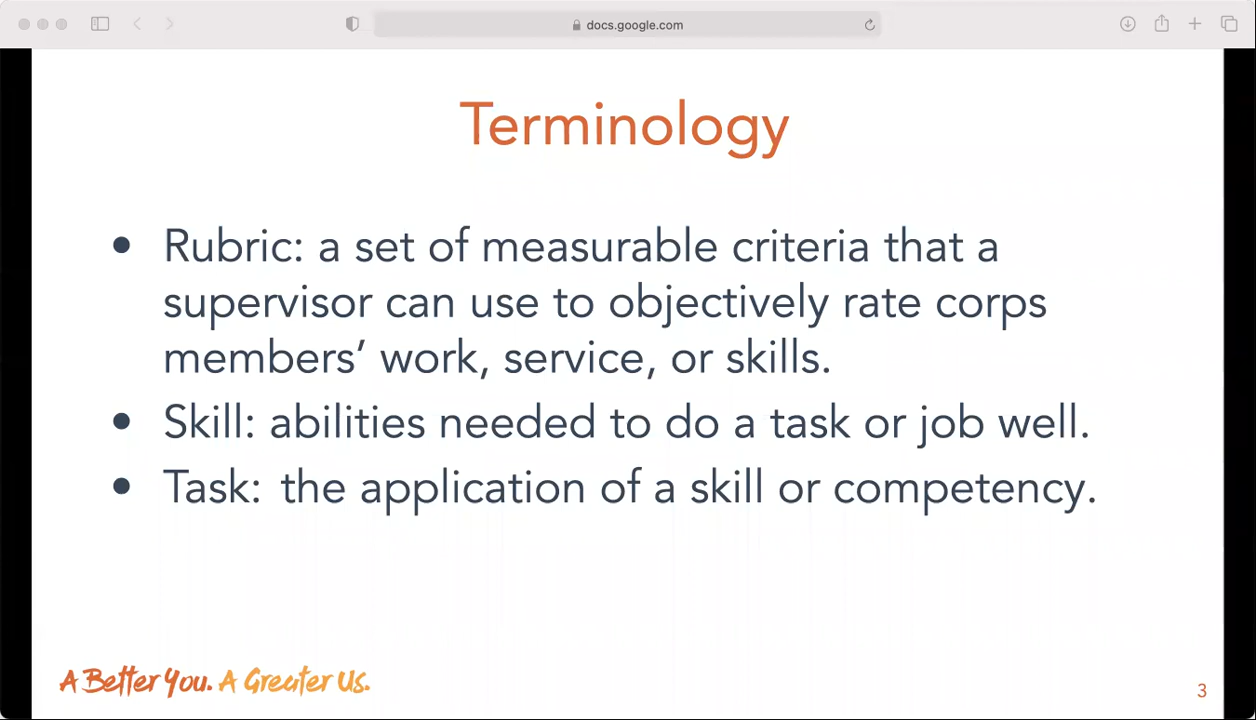 docs.google.com
Terminology
• Rubric: a set of measurable criteria that a
supervisor can use to objectively rate corps
members’ work, service, or skills.
• Skill: abilities needed to do a task or job well.
• Task: the application of a skill or competency.
A Better You. A Greater Us.
3